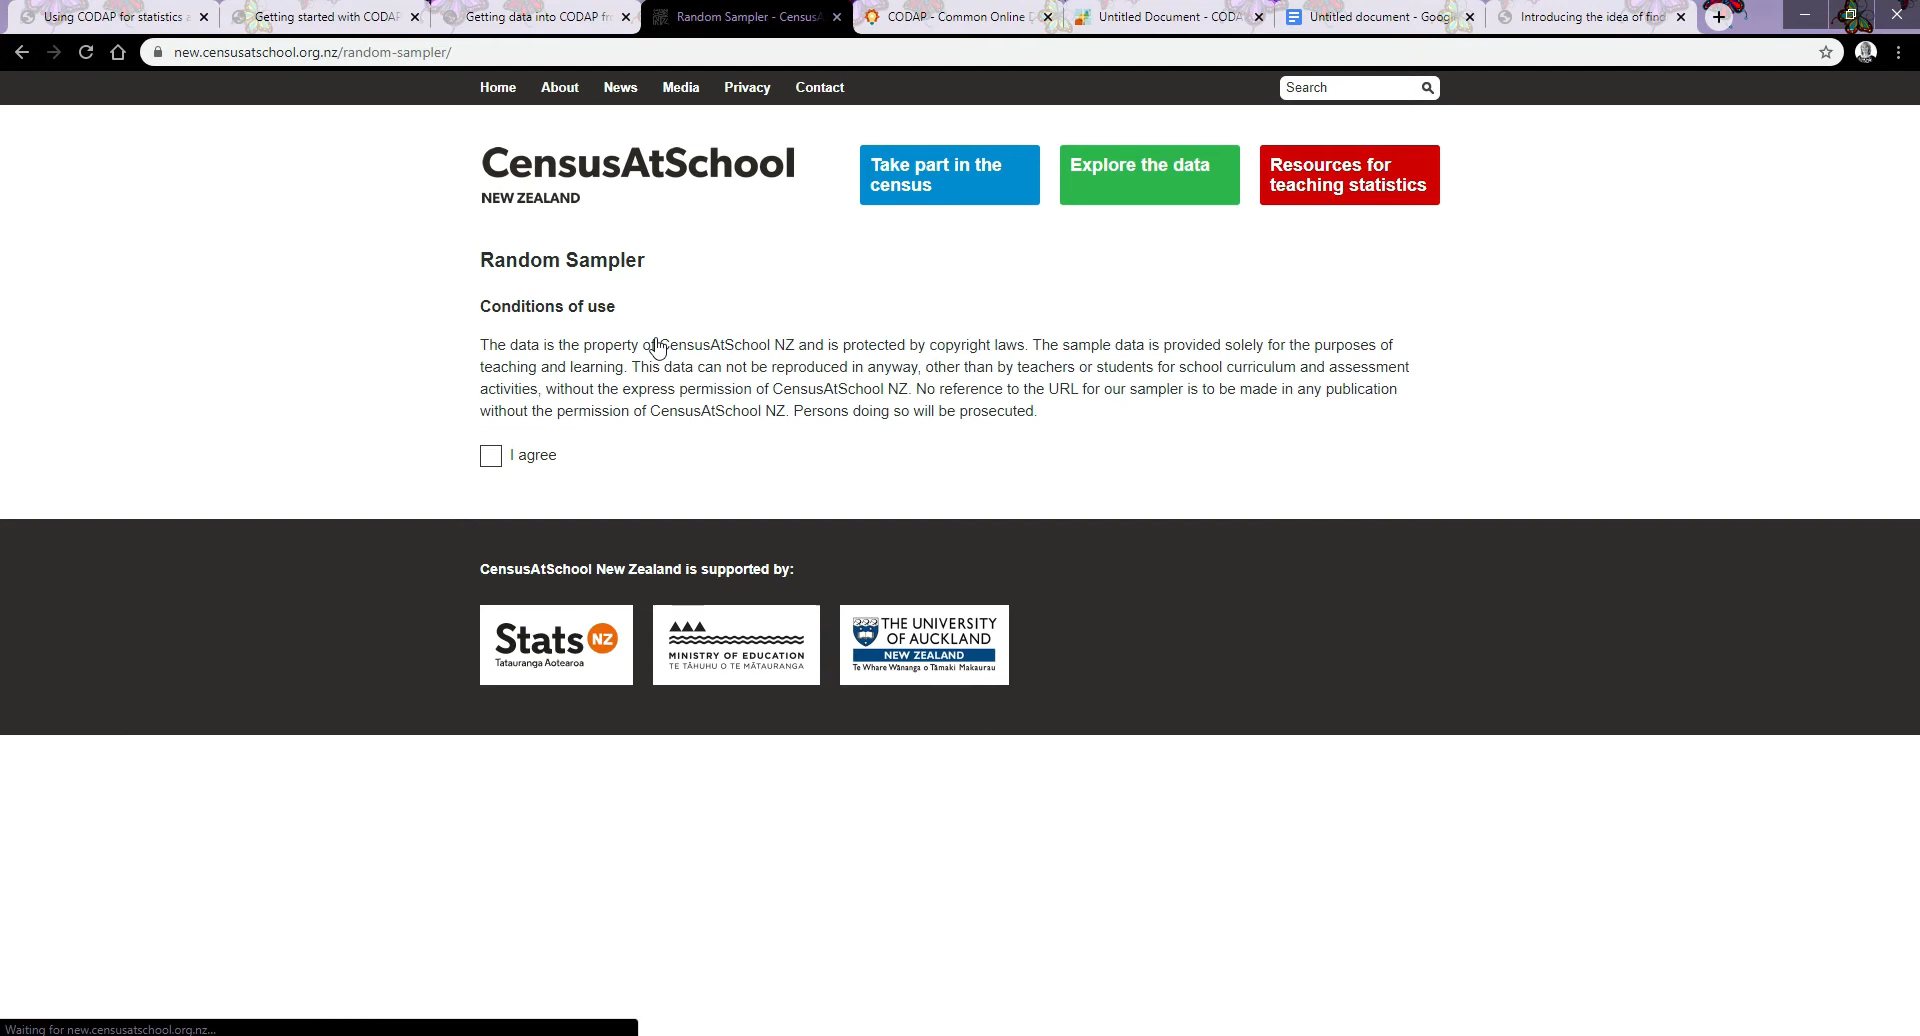 Using CODAP for statistics
Getting started with CODAP
Getting data into CODAP fr
Random Sampler - CensusA
CODAP - Common Online
Untitled Document - CODA
Untitled document - Googl
Introducing the idea of find
new.censusatschool.org.nz/random-sampler/
Home About News Media Privacy Contact
Search
CensusAtSchool
NEW ZEALAND
Take part in the
census
Explore the data
Resources for
teaching statistics
Random Sampler
Conditions of use
The data is the property of CensusAtSchool NZ and is protected by copyright laws. The sample data is provided solely for the purposes of
teaching and learning. This data can not be reproduced in anyway, other than by teachers or students for school curriculum and assessment
activities, without the express permission of CensusAtSchool NZ. No reference to the URL for our sampler is to be made in any publication
without the permission of CensusAtSchool NZ. Persons doing so will be prosecuted.
I agree
CensusAtSchool New Zealand is supported by:
Stats NZ
Tatauranga Aotearoa
MINISTRY OF EDUCATION
TE TĀHUHU O TE MĀTAURANGA
THE UNIVERSITY
OF AUCKLAND
NEW ZEALAND
Te Whare Wānanga o Tāmaki Makaurau
Waiting for new.censusatschool.org.nz...